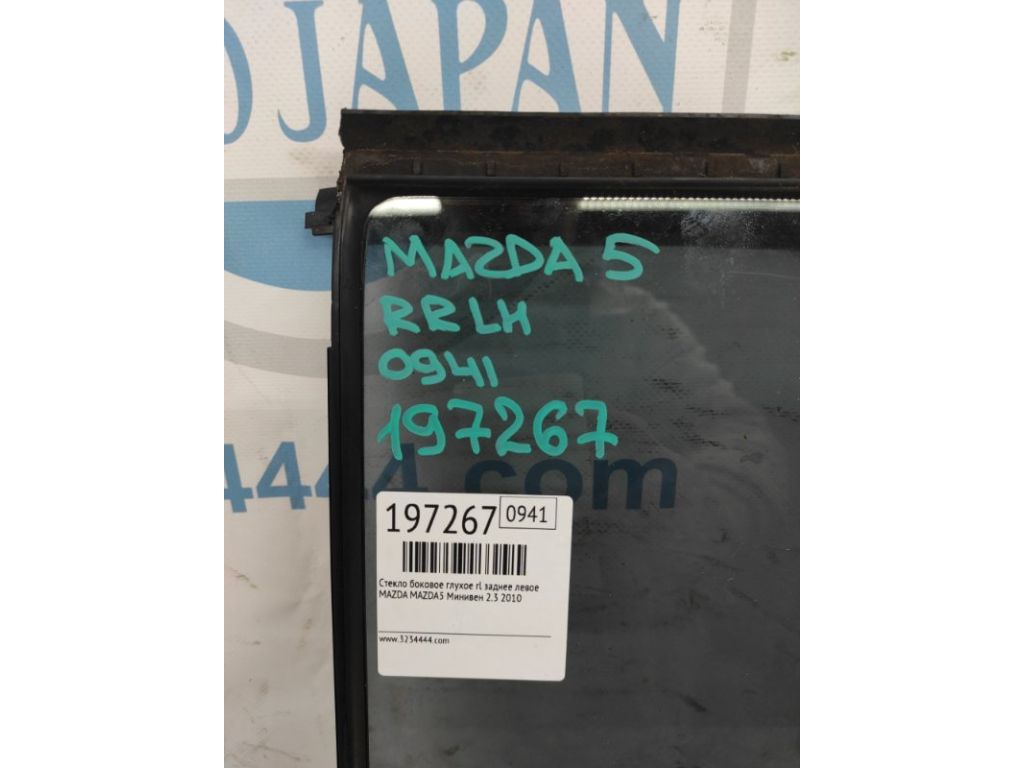 JAPAN
MAZDA 5
RR LH
0941
197267
4444.com
197267 0941
Стекло боковое глухое rl заднее левое
MAZDA MAZDA5 Минивен 2.3 2010
www.3234444.com